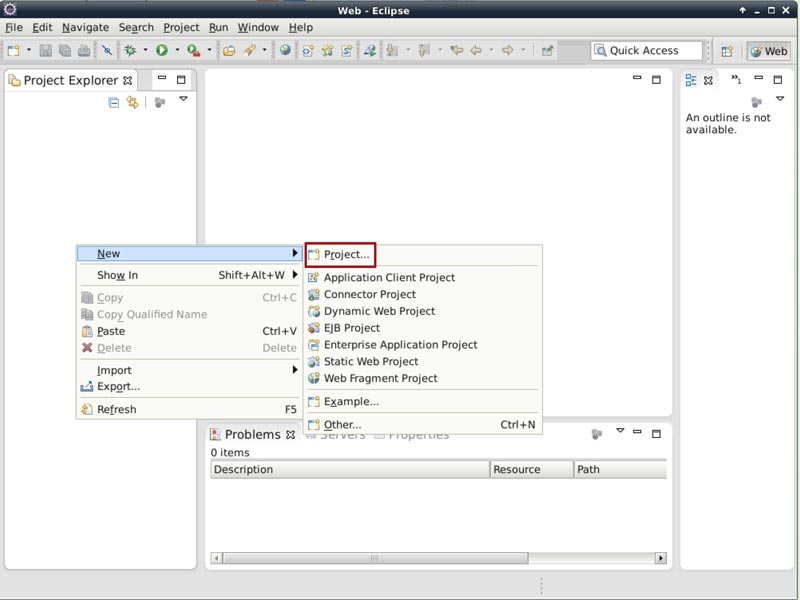 Web - Eclipse
File Edit Navigate Search Project Run Window Help
Quick Access
Web
Project Explorer
»1
An outline is not
available.
New
Show In Shift+Alt+W
Copy Ctrl+C
Copy Qualified Name
Paste Ctrl+V
Delete Delete
Import
Export...
Refresh F5
Project...
Application Client Project
Connector Project
Dynamic Web Project
EJB Project
Enterprise Application Project
Static Web Project
Web Fragment Project
Example...
Other... Ctrl+N
Problems Servers Properties
0 items
Description Resource Path